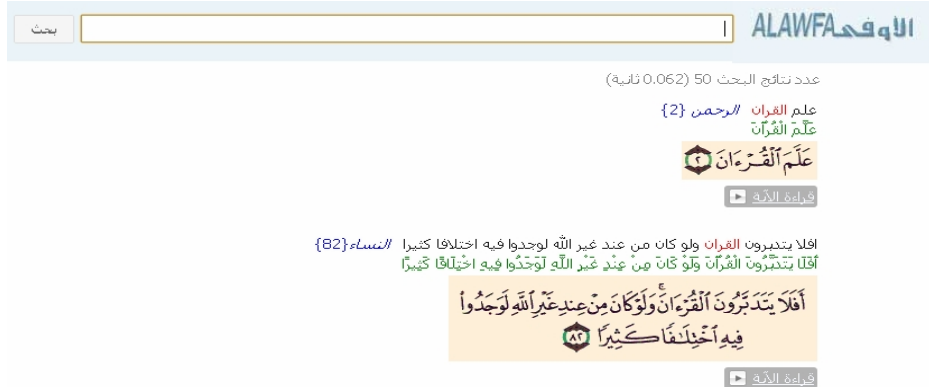 الأوفى ALAWFA
بحث
عدد نتائج البحث 50 (0.062 ثانية)
علم القران الرحمن {2}
عَلَّمَ الْقُرْآنَ
عَلَّمَ ٱلۡقُرۡءَانَ ٢
قراءة الآية
افلا يتدبرون القران ولو كان من عند غير الله لوجدوا فيه اختلافا كثيرا النساء{82}
أَفَلَا يَتَدَبَّرُونَ الْقُرْآنَ وَلَوْ كَانَ مِنْ عِنْدِ غَيْرِ اللَّهِ لَوَجَدُوا فِيهِ اخْتِلَافًا كَثِيرًا
أَفَلَا يَتَدَبَّرُونَ ٱلۡقُرۡءَانَۚ وَلَوۡ كَانَ مِنۡ عِندِ غَيۡرِ ٱللَّهِ لَوَجَدُواْ
فِيهِ ٱخۡتِلَٰفٗا كَثِيرٗا ٨٢
قراءة الآية